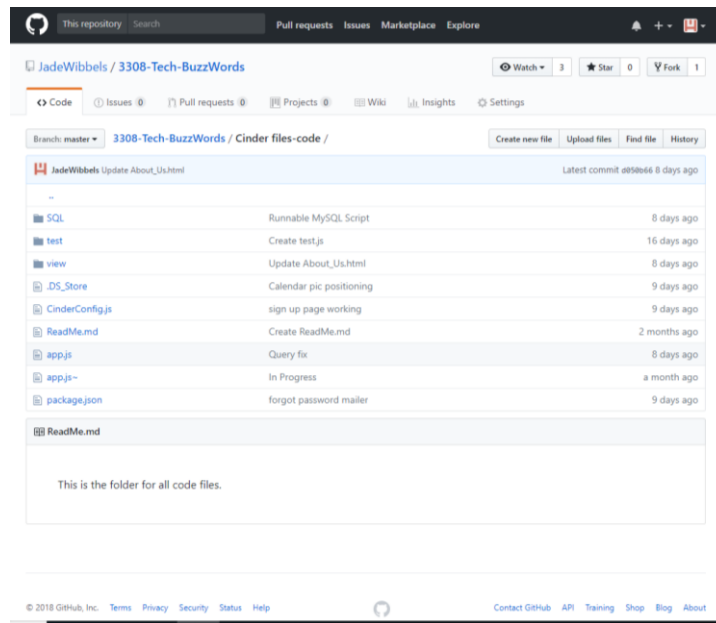 This repository Search Pull requests Issues Marketplace Explore
JadeWibbels / 3308-Tech-BuzzWords Watch 3 Star 0 Fork 1
Code Issues 0 Pull requests 0 Projects 0 Wiki Insights Settings
Branch: master 3308-Tech-BuzzWords / Cinder files-code / Create new file Upload files Find file History
JadeWibbels Update About_Us.html Latest commit 8 days ago
..
SQL Runnable MySQL Script 8 days ago
test Create test.js 16 days ago
view Update About_Us.html 8 days ago
.DS_Store Calendar pic positioning 9 days ago
CinderConfig.js sign up page working 9 days ago
ReadMe.md Create ReadMe.md 2 months ago
app.js Query fix 8 days ago
app.js~ In Progress a month ago
package.json forgot password mailer 9 days ago
ReadMe.md
This is the folder for all code files.
© 2018 GitHub, Inc. Terms Privacy Security Status Help Contact GitHub API Training Shop Blog About